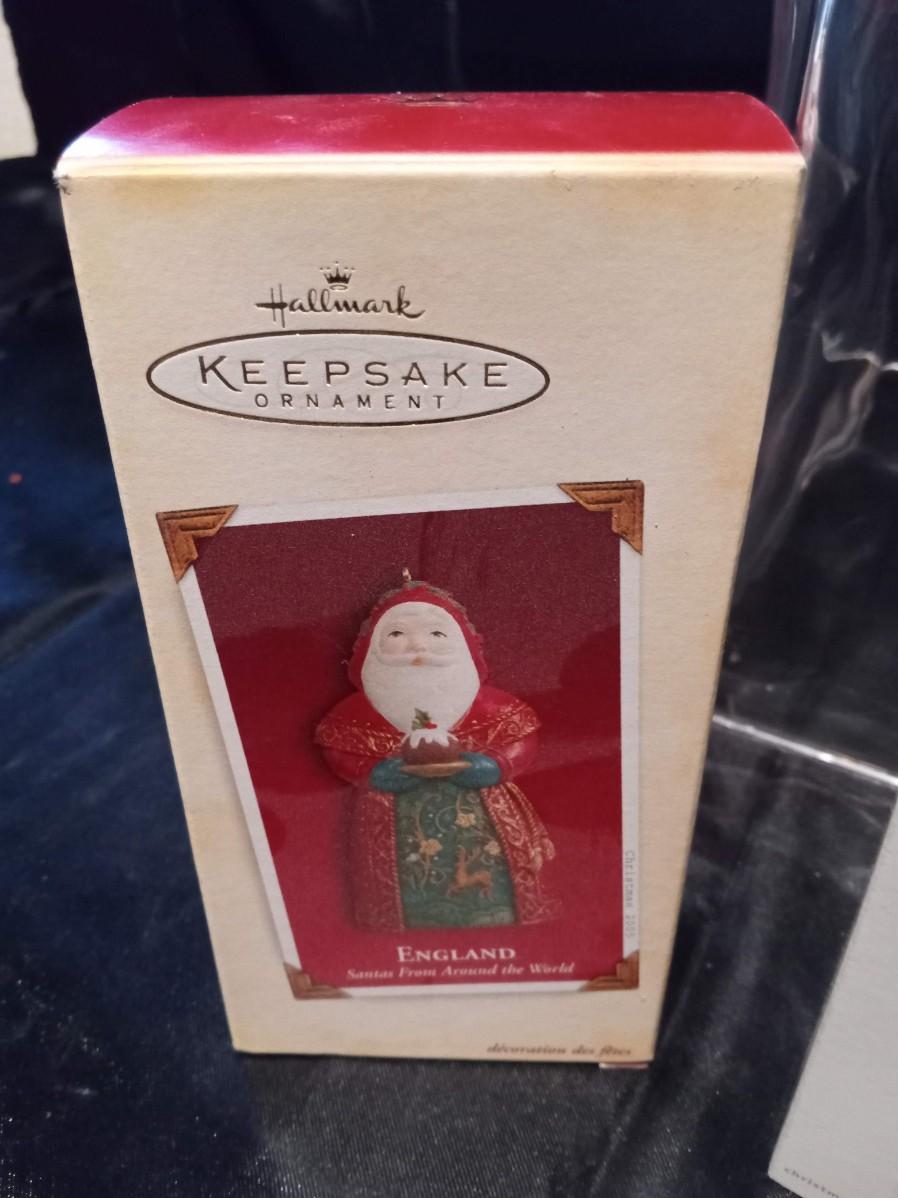 Hallmark
KEEPSAKE
ORNAMENT
Christmas 2005
ENGLAND
Santas From Around the World
décoration des fêtes